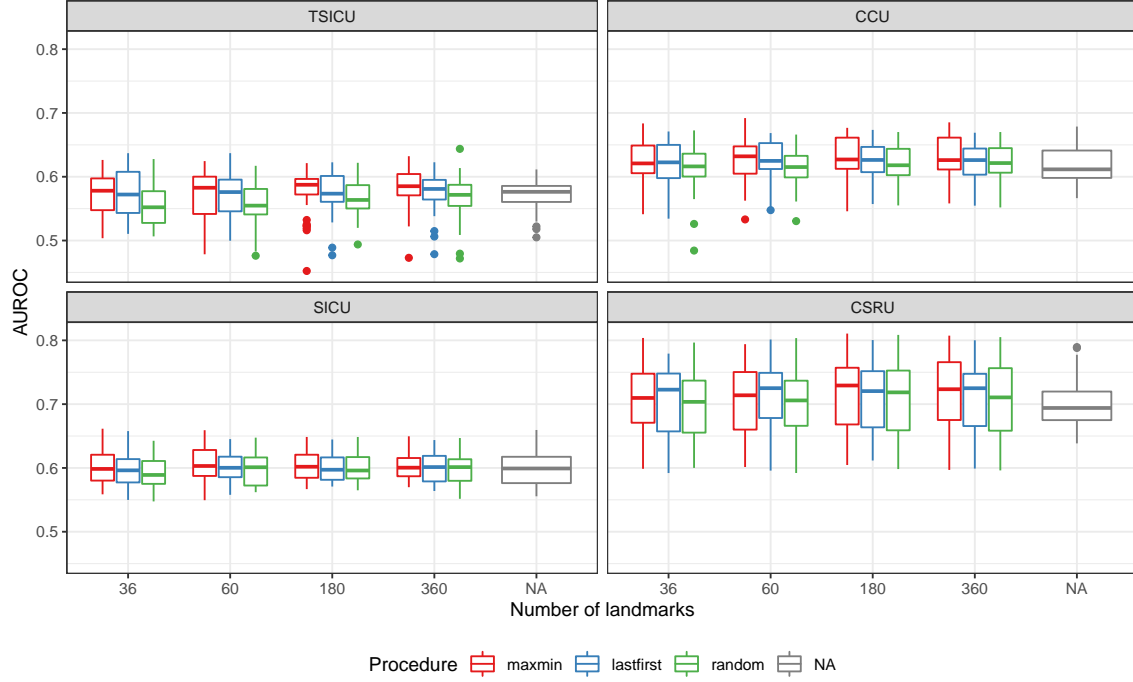 TSICU
CCU
0.8
0.7
0.6
0.5
SICU
CSRU
0.8
0.7
0.6
0.5
AUROC
36 60 180 360 NA
36 60 180 360 NA
Number of landmarks
Procedure maxmin lastfirst random NA